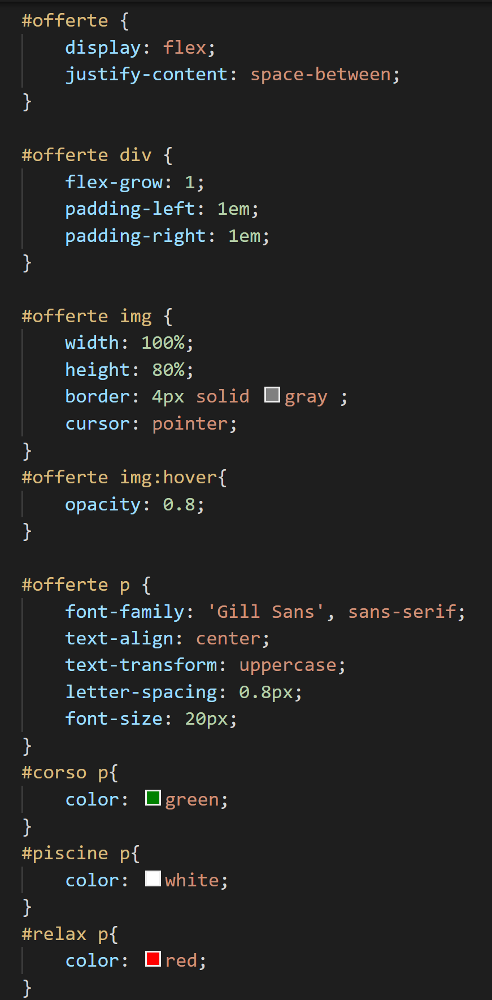 #offerte {
    display: flex;
    justify-content: space-between;
}

#offerte div {
    flex-grow: 1;
    padding-left: 1em;
    padding-right: 1em;
}

#offerte img {
    width: 100%;
    height: 80%;
    border: 4px solid gray ;
    cursor: pointer;
}
#offerte img:hover{
    opacity: 0.8;
}

#offerte p {
    font-family: 'Gill Sans', sans-serif;
    text-align: center;
    text-transform: uppercase;
    letter-spacing: 0.8px;
    font-size: 20px;
}
#corso p{
    color: green;
}
#piscine p{
    color: white;
}
#relax p{
    color: red;
}